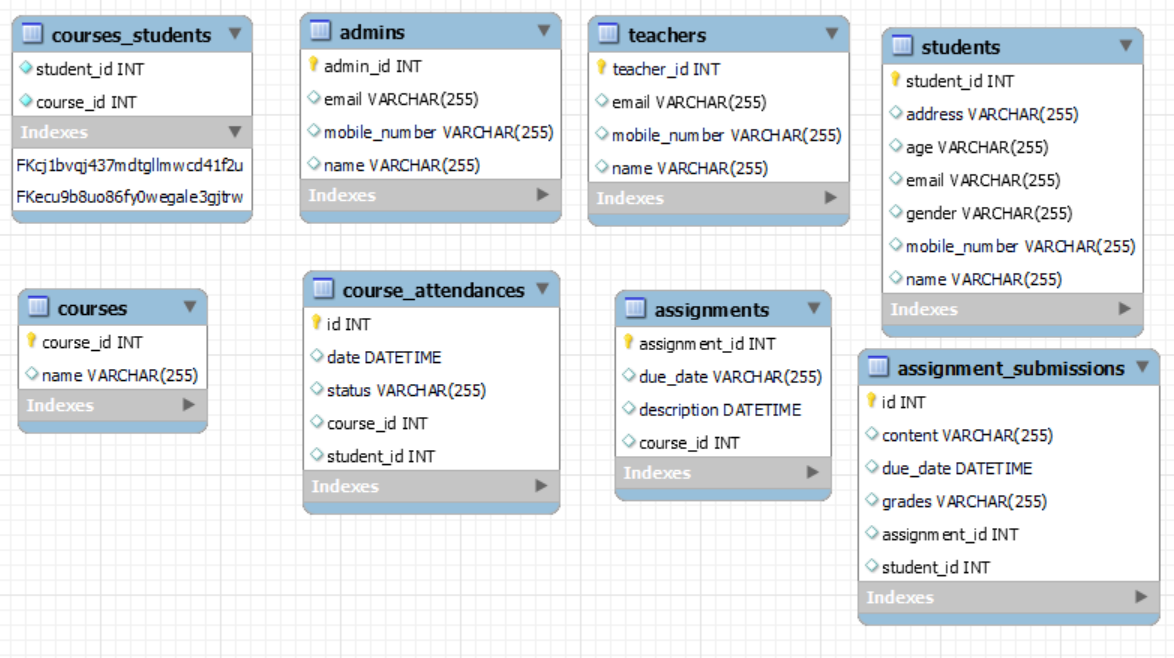 courses_students
student_id INT
course_id INT
Indexes
FKcj1bvqj437mdtgllmwcd41f2u
FKecu9b8uo86fy0wegale3gjtrw
admins
admin_id INT
email VARCHAR(255)
mobile_number VARCHAR(255)
name VARCHAR(255)
Indexes
teachers
teacher_id INT
email VARCHAR(255)
mobile_number VARCHAR(255)
name VARCHAR(255)
Indexes
students
student_id INT
address VARCHAR(255)
age VARCHAR(255)
email VARCHAR(255)
gender VARCHAR(255)
mobile_number VARCHAR(255)
name VARCHAR(255)
Indexes
courses
course_id INT
name VARCHAR(255)
Indexes
course_attendances
id INT
date DATETIME
status VARCHAR(255)
course_id INT
student_id INT
Indexes
assignments
assignment_id INT
due_date VARCHAR(255)
description DATETIME
course_id INT
Indexes
assignment_submissions
id INT
content VARCHAR(255)
due_date DATETIME
grades VARCHAR(255)
assignment_id INT
student_id INT
Indexes